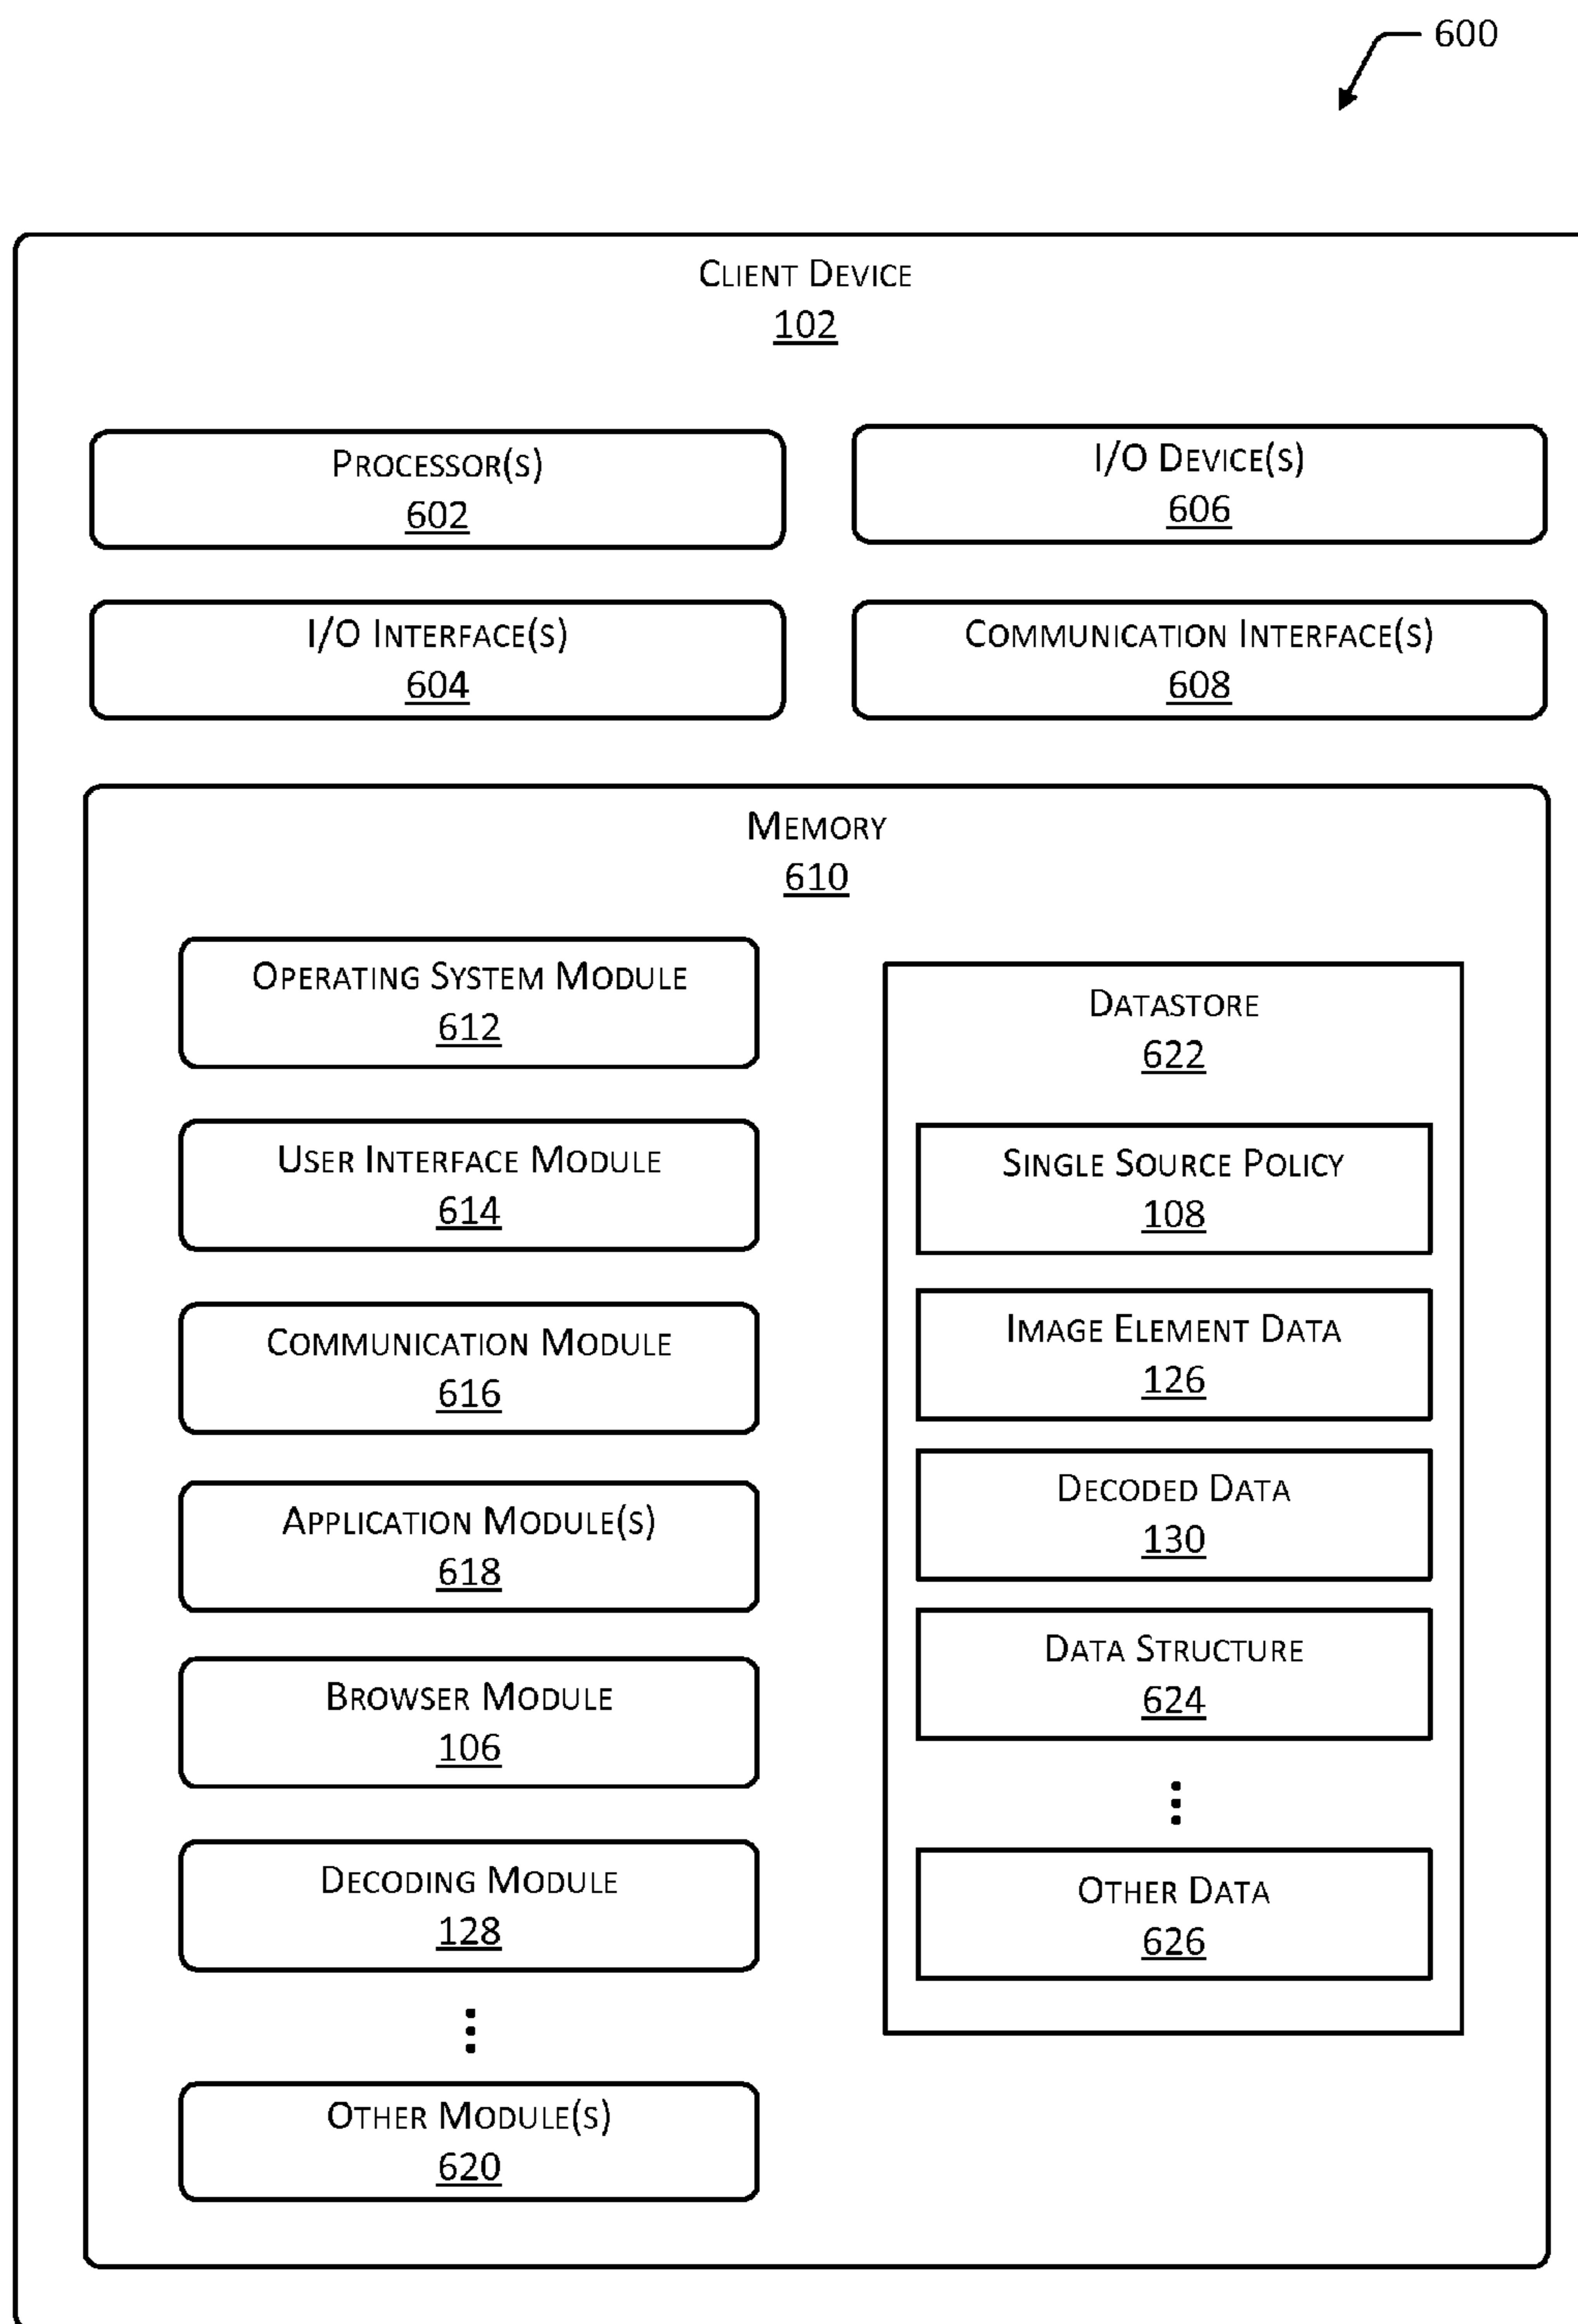 600
CLIENT DEVICE
102
PROCESSOR(S)
602
I/O DEVICE(S)
606
I/O INTERFACE(S)
604
COMMUNICATION INTERFACE(S)
608
MEMORY
610
OPERATING SYSTEM MODULE
612
USER INTERFACE MODULE
614
COMMUNICATION MODULE
616
APPLICATION MODULE(S)
618
BROWSER MODULE
106
DECODING MODULE
128
OTHER MODULE(S)
620
DATASTORE
622
SINGLE SOURCE POLICY
108
IMAGE ELEMENT DATA
126
DECODED DATA
130
DATA STRUCTURE
624
OTHER DATA
626